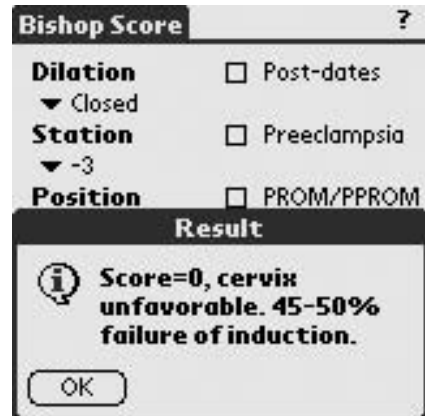 Bishop Score ?
Dilation Post-dates
Closed
Station Preeclampsia
-3
Position PROM/PPROM
Result
Score=0, cervix
unfavorable. 45-50%
failure of induction.
OK